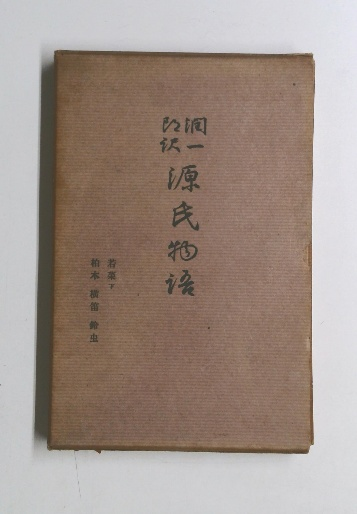 潤一
郎訳
源氏物語
若菜下
柏木 横笛 鈴虫